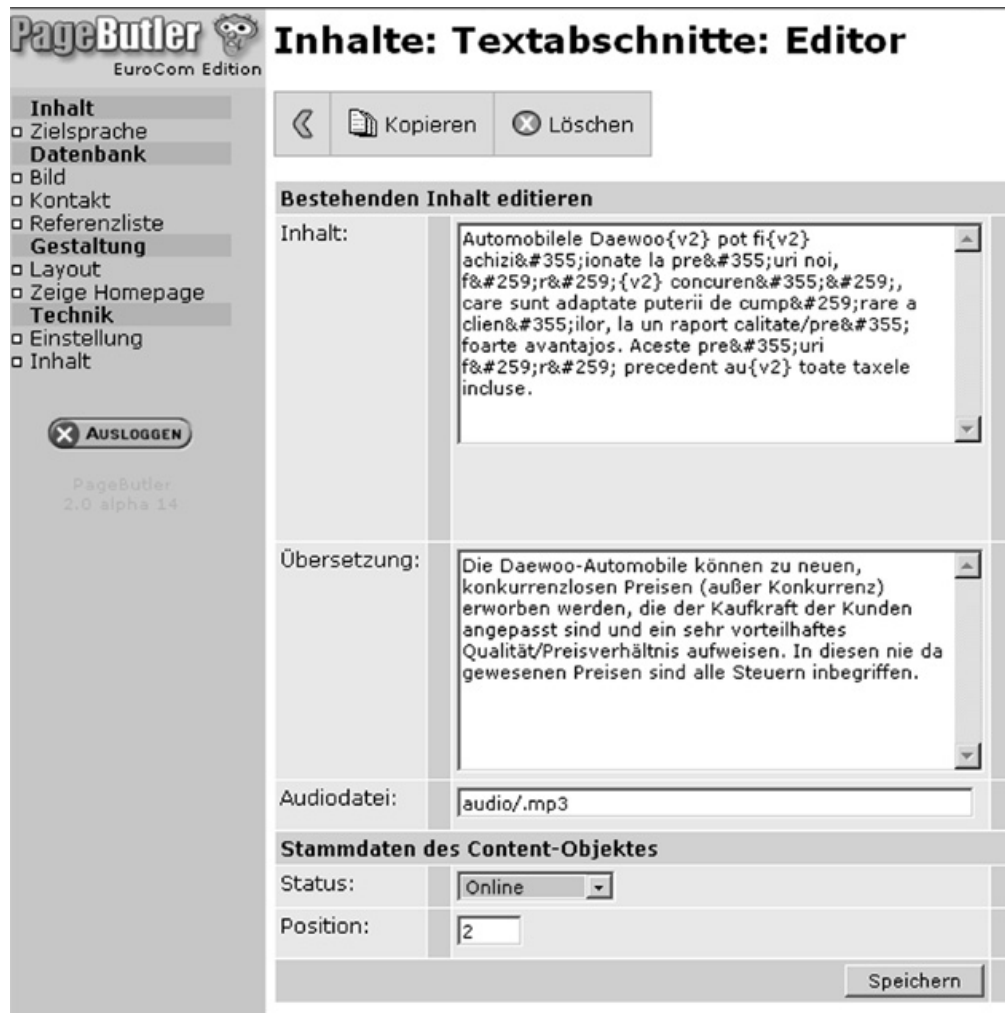 PageButler
EuroCom Edition
Inhalte: Textabschnitte: Editor
Inhalt
Zielsprache
Datenbank
Bild
Kontakt
Referenzliste
Gestaltung
Layout
Zeige Homepage
Technik
Einstellung
Inhalt
AUSLOGGEN
PageButler
2.0 alpha 14
Kopieren
Löschen
Bestehenden Inhalt editieren
Inhalt:
Automobilele Daewoo{v2} pot fi{v2}
achizi&#355;ionate la pre&#355;uri noi,
f&#259;r&#259;{v2} concuren&#355;&#259;,
care sunt adaptate puterii de cump&#259;rare a
clien&#355;ilor, la un raport calitate/pre&#355;
foarte avantajos. Aceste pre&#355;uri
f&#259;r&#259; precedent au{v2} toate taxele
incluse.
Übersetzung:
Die Daewoo-Automobile können zu neuen,
konkurrenzlosen Preisen (außer Konkurrenz)
erworben werden, die der Kaufkraft der Kunden
angepasst sind und ein sehr vorteilhaftes
Qualität/Preisverhältnis aufweisen. In diesen nie da
gewesenen Preisen sind alle Steuern inbegriffen.
Audiodatei:
audio/.mp3
Stammdaten des Content-Objektes
Status:
Online
Position:
2
Speichern